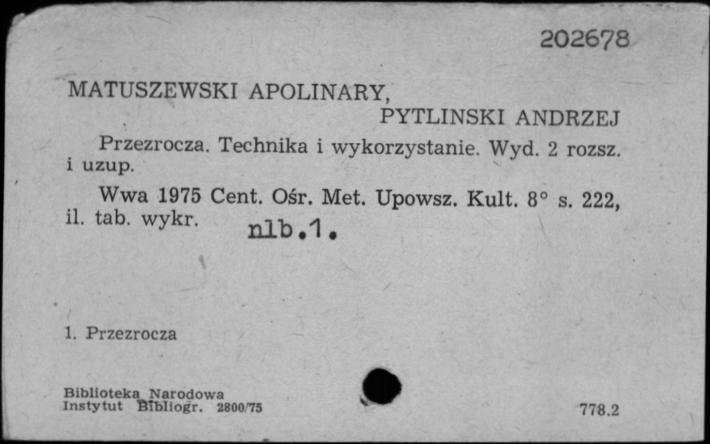 202678
MATUSZEWSKI APOLINARY,
PYTLINSKI ANDRZEJ
Przezrocza. Technika i wykorzystanie. Wyd. 2 rozsz.
i uzup.
Wwa 1975 Cent. Ośr. Met. Upowsz. Kult. 8° s. 222,
il. tab. wykr. nlb.1.
1. Przezrocza
Biblioteka Narodowa
Instytut Bibliogr. 2800/75
778.2